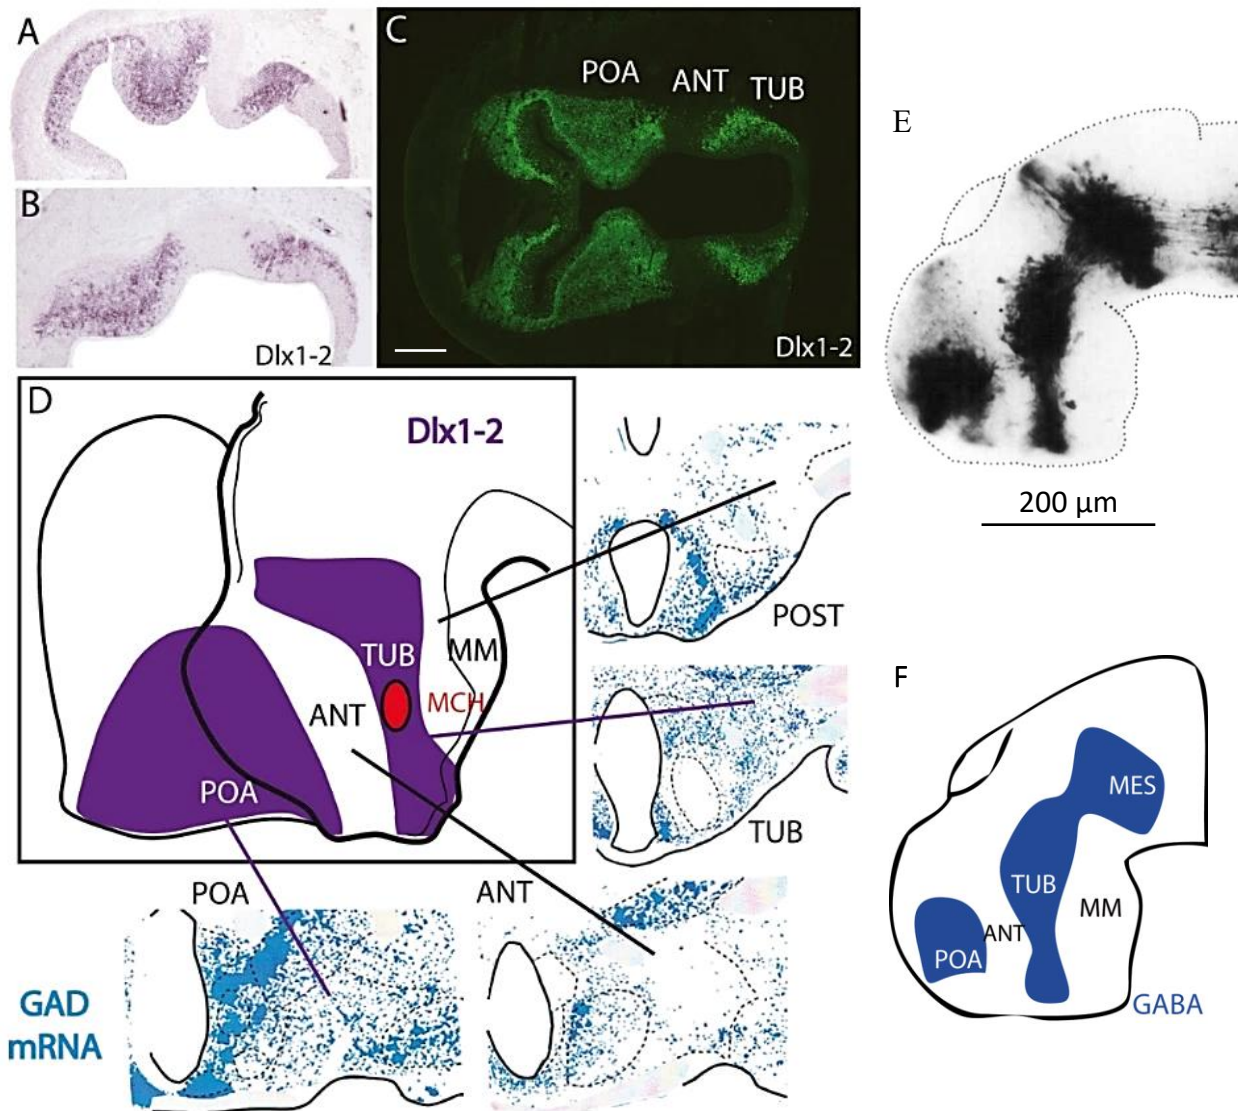 A
B
Dlx1-2
C
POA
ANT
TUB
Dlx1-2
E
200 µm
D
Dlx1-2
TUB
MM
MCH
ANT
POA
POST
TUB
POA
ANT
GAD
mRNA
F
MES
TUB
MM
ANT
POA
GABA